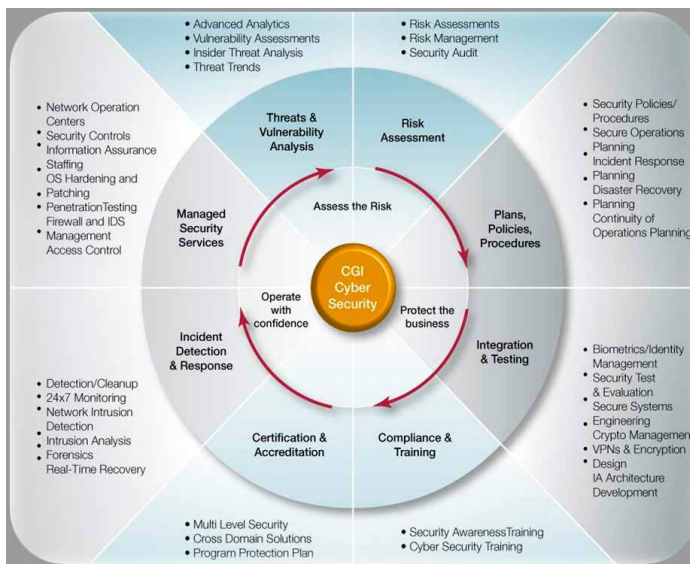 • Advanced Analytics
• Vulnerability Assessments
• Insider Threat Analysis
• Threat Trends
• Risk Assessments
• Risk Management
• Security Audit
• Network Operation
Centers
• Security Controls
• Information Assurance
Staffing
• OS Hardening and
• Patching
• PenetrationTesting
• Firewall and IDS
• Management
Access Control
Threats &
Vulnerability
Analysis
Risk
Assessment
• Security Policies/
Procedures
• Secure Operations
• Planning
Incident Response
• Planning
Disaster Recovery
• Planning
Continuity of
Operations Planning
Managed
Security
Services
Assess the Risk
Plans,
Policies,
Procedures
CGI
Cyber
Security
Operate
with
confidence
Protect the
business
Incident
Detection
& Response
Integration
& Testing
• Detection/Cleanup
• 24x7 Monitoring
• Network Intrusion
Detection
• Intrusion Analysis
• Forensics
Real-Time Recovery
Certification &
Accreditation
Compliance &
Training
• Biometrics/Identity
Management
• Security Test
& Evaluation
• Secure Systems
• Engineering
Crypto Management
• VPNs & Encryption
• Design
IA Architecture
Development
• Multi Level Security
• Cross Domain Solutions
• Program Protection Plan
• Security AwarenessTraining
• Cyber Security Training